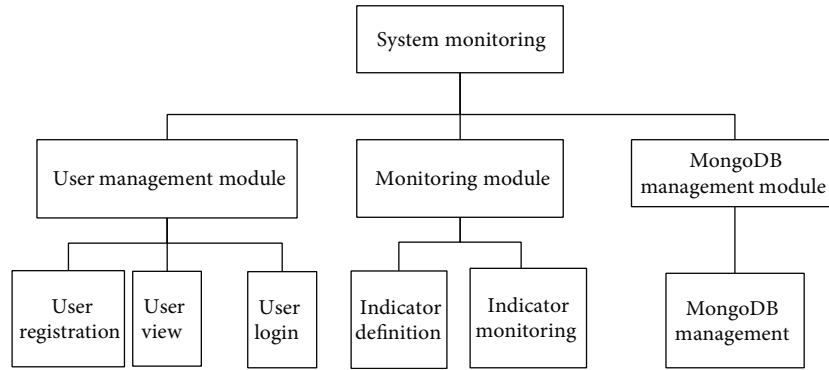 System monitoring
User management module
Monitoring module
MongoDB
management module
User
registration
User
view
User
login
Indicator
definition
Indicator
monitoring
MongoDB
management